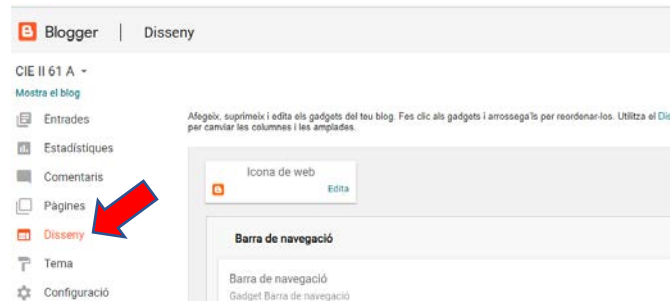 Blogger | Disseny
CIE II 61 A
Mostra el blog
Entrades
Estadístiques
Comentaris
Pàgines
Disseny
Tema
Configuració
Afegeix, suprimeix i edita els gadgets del teu blog. Fes clic als gadgets i arrossega'ls per reordenar-los. Utilitza el
per canviar les columnes i les amplades.
Icona de web
Edita
Barra de navegació
Barra de navegació
Gadget Barra de navegació